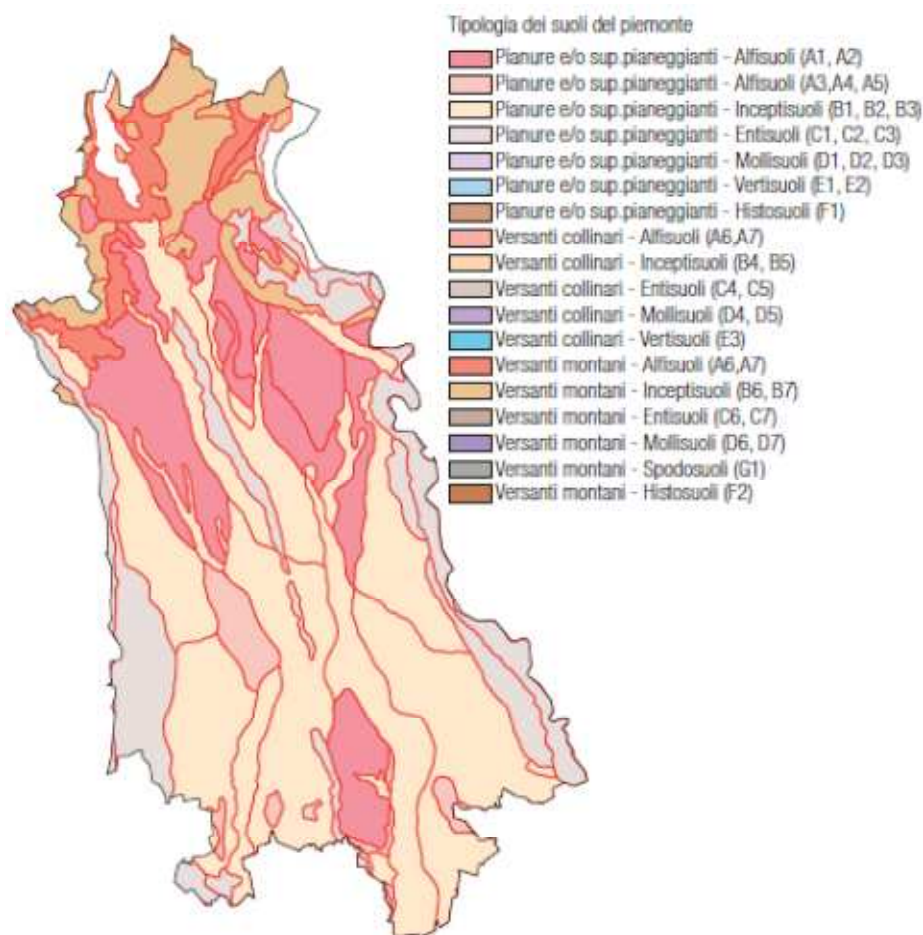 Tipologia dei suoli del piemonte
Pianure e/o sup.pianeggianti - Alfisuoli (A1, A2)
Pianure e/o sup.pianeggianti - Alfisuoli (A3,A4, A5)
Pianure e/o sup.pianeggianti - Inceptisuoli (B1, B2, B3)
Pianure e/o sup.pianeggianti - Entisuoli (C1, C2, C3)
Pianure e/o sup.pianeggianti - Mollisuoli (D1, D2, D3)
Pianure e/o sup.pianeggianti - Vertisuoli (E1, E2)
Pianure e/o sup.pianeggianti - Histosuoli (F1)
Versanti collinari - Alfisuoli (A6,A7)
Versanti collinari - Inceptisuoli (B4, B5)
Versanti collinari - Entisuoli (C4, C5)
Versanti collinari - Mollisuoli (D4, D5)
Versanti collinari - Vertisuoli (E3)
Versanti montani - Alfisuoli (A6,A7)
Versanti montani - Inceptisuoli (B6, B7)
Versanti montani - Entisuoli (C6, C7)
Versanti montani - Mollisuoli (D6, D7)
Versanti montani - Spodosuoli (G1)
Versanti montani - Histosuoli (F2)